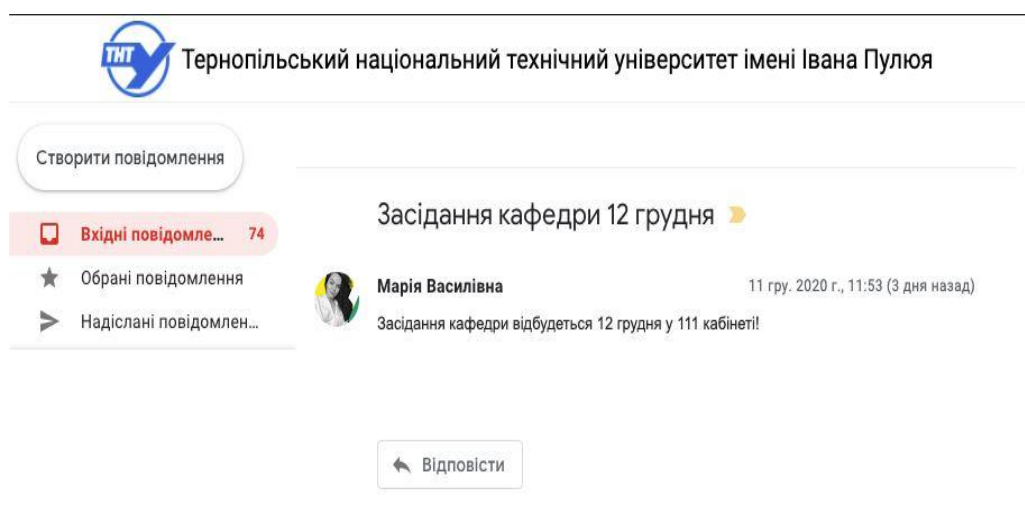 ТНТ У
Тернопільський національний технічний університет імені Івана Пулюя
Створити повідомлення
Вхідні повідомле... 74
Обрані повідомлення
Надіслані повідомлен...
Засідання кафедри 12 грудня
Марія Василівна 11 гру. 2020 г., 11:53 (3 дня назад)
Засідання кафедри відбудеться 12 грудня у 111 кабінеті!
Відповісти